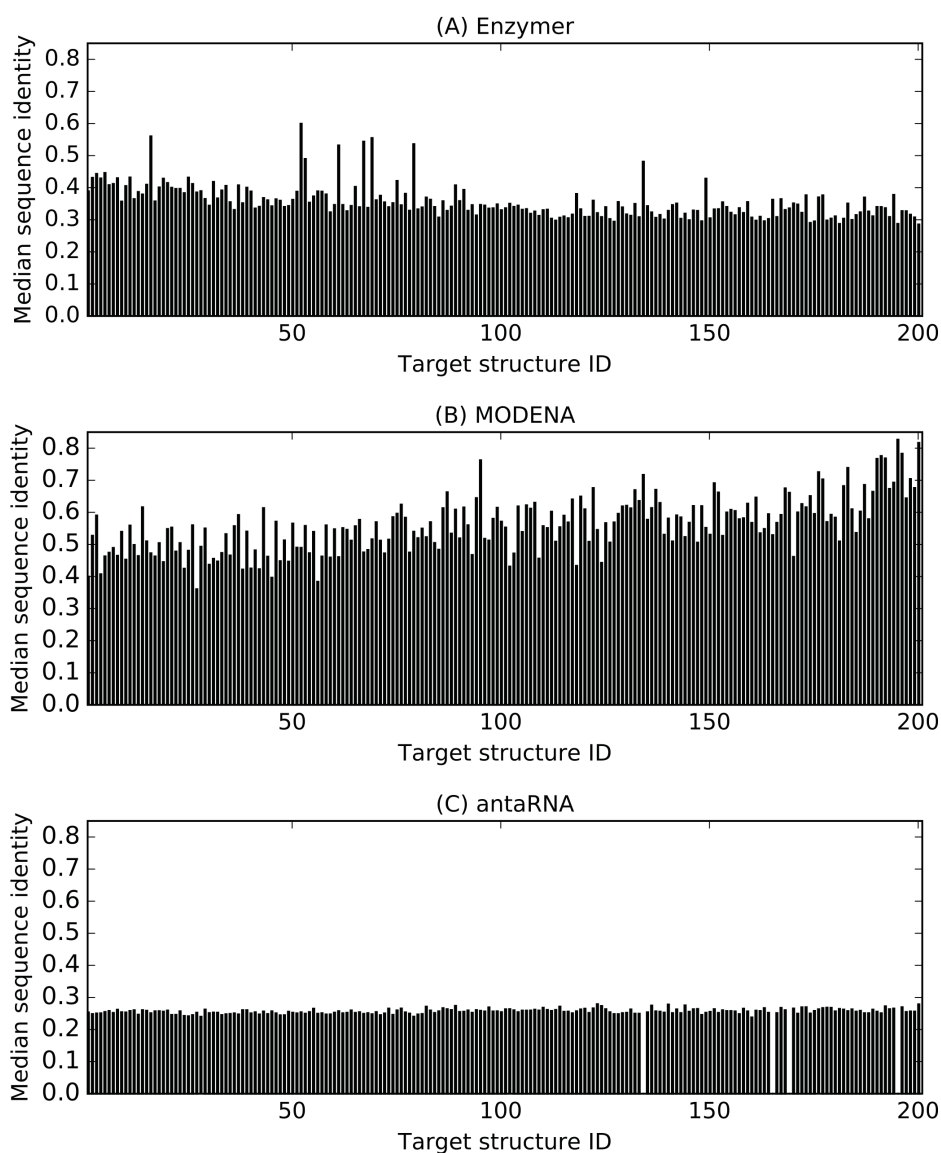 (A) Enzymer
Median sequence identity
0.8
0.7
0.6
0.5
0.4
0.3
0.2
0.1
0.0
50 100 150 200
Target structure ID
(B) MODENA
Median sequence identity
0.8
0.7
0.6
0.5
0.4
0.3
0.2
0.1
0.0
50 100 150 200
Target structure ID
(C) antaRNA
Median sequence identity
0.8
0.7
0.6
0.5
0.4
0.3
0.2
0.1
0.0
50 100 150 200
Target structure ID